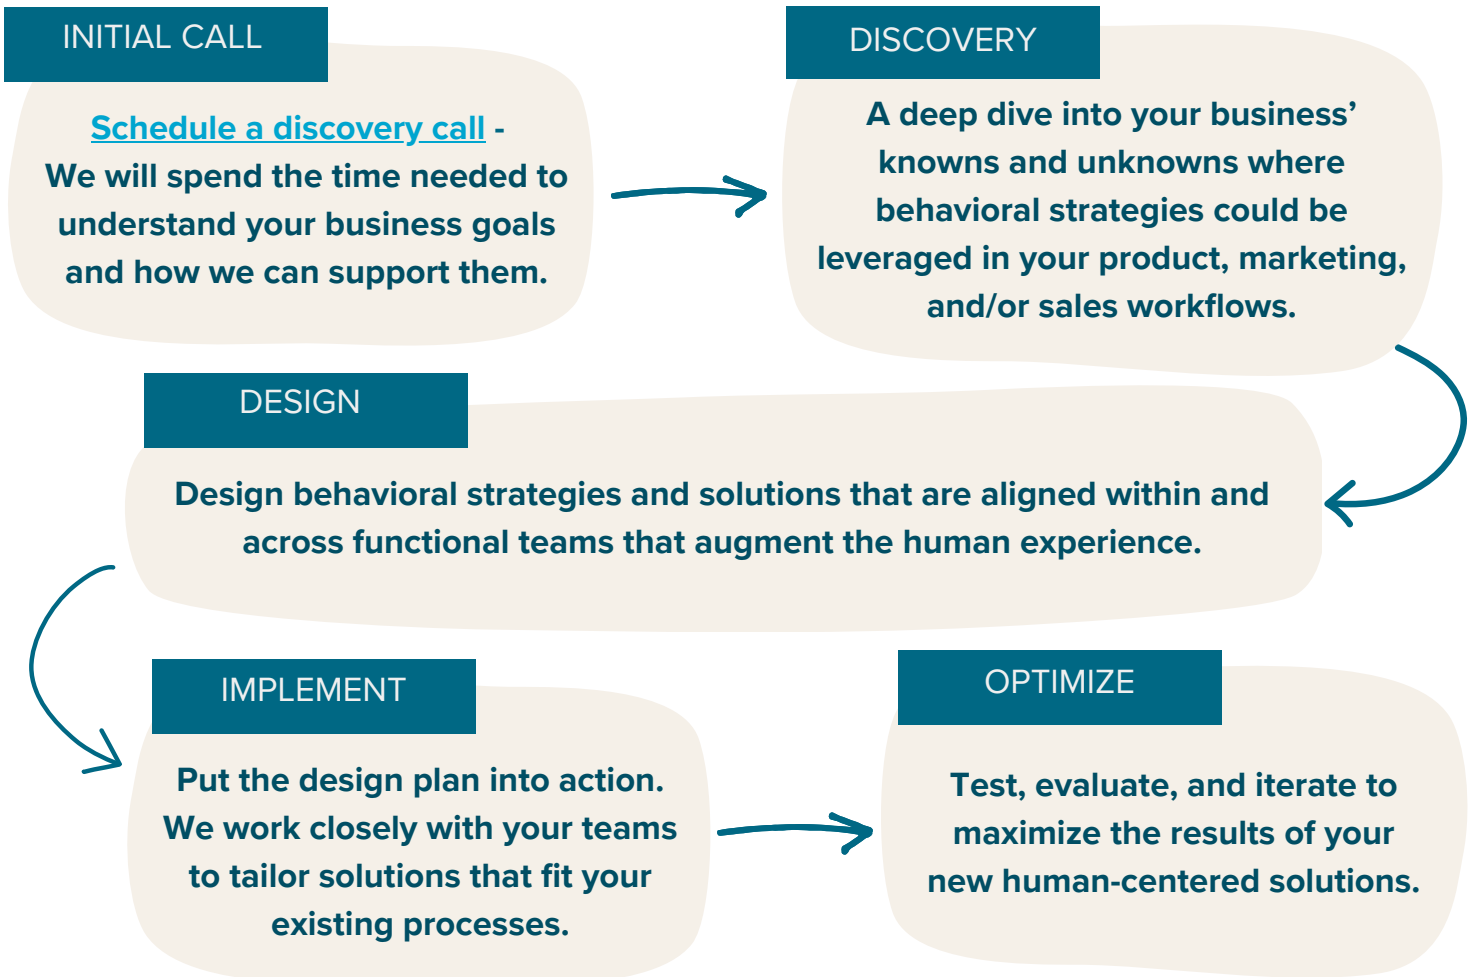 INITIAL CALL
Schedule a discovery call -
We will spend the time needed to
understand your business goals
and how we can support them.
DISCOVERY
A deep dive into your business’
knowns and unknowns where
behavioral strategies could be
leveraged in your product, marketing,
and/or sales workflows.
DESIGN
Design behavioral strategies and solutions that are aligned within and
across functional teams that augment the human experience.
IMPLEMENT
Put the design plan into action.
We work closely with your teams
to tailor solutions that fit your
existing processes.
OPTIMIZE
Test, evaluate, and iterate to
maximize the results of your
new human-centered solutions.